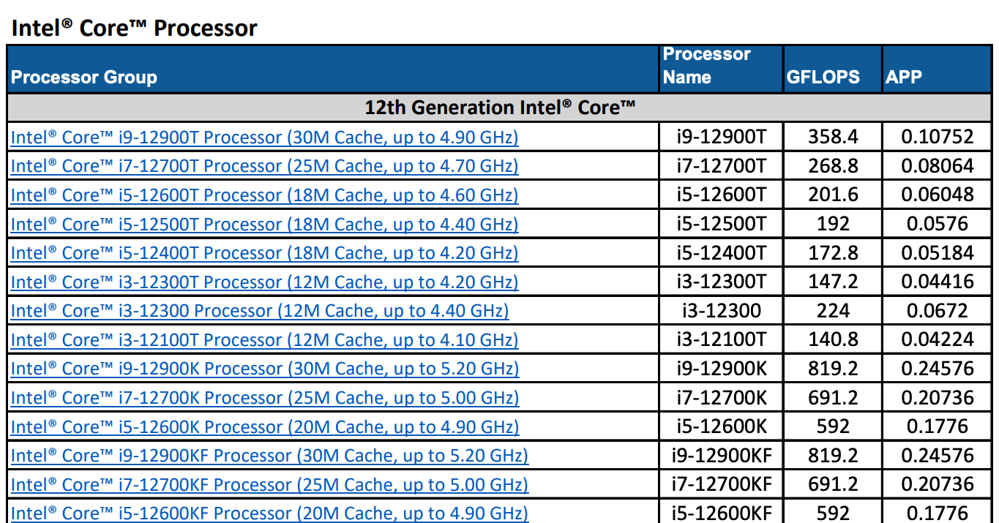 Intel® Core™ Processor
Processor Group Processor Name GFLOPS APP
12th Generation Intel® Core™
Intel® Core™ i9-12900T Processor (30M Cache, up to 4.90 GHz) i9-12900T 358.4 0.10752
Intel® Core™ i7-12700T Processor (25M Cache, up to 4.70 GHz) i7-12700T 268.8 0.08064
Intel® Core™ i5-12600T Processor (18M Cache, up to 4.60 GHz) i5-12600T 201.6 0.06048
Intel® Core™ i5-12500T Processor (18M Cache, up to 4.40 GHz) i5-12500T 192 0.0576
Intel® Core™ i5-12400T Processor (18M Cache, up to 4.20 GHz) i5-12400T 172.8 0.05184
Intel® Core™ i3-12300T Processor (12M Cache, up to 4.20 GHz) i3-12300T 147.2 0.04416
Intel® Core™ i3-12300 Processor (12M Cache, up to 4.40 GHz) i3-12300 224 0.0672
Intel® Core™ i3-12100T Processor (12M Cache, up to 4.10 GHz) i3-12100T 140.8 0.04224
Intel® Core™ i9-12900K Processor (30M Cache, up to 5.20 GHz) i9-12900K 819.2 0.24576
Intel® Core™ i7-12700K Processor (25M Cache, up to 5.00 GHz) i7-12700K 691.2 0.20736
Intel® Core™ i5-12600K Processor (20M Cache, up to 4.90 GHz) i5-12600K 592 0.1776
Intel® Core™ i9-12900KF Processor (30M Cache, up to 5.20 GHz) i9-12900KF 819.2 0.24576
Intel® Core™ i7-12700KF Processor (25M Cache, up to 5.00 GHz) i7-12700KF 691.2 0.20736
Intel® Core™ i5-12600KF Processor (20M Cache, up to 4.90 GHz) i5-12600KF 592 0.1776